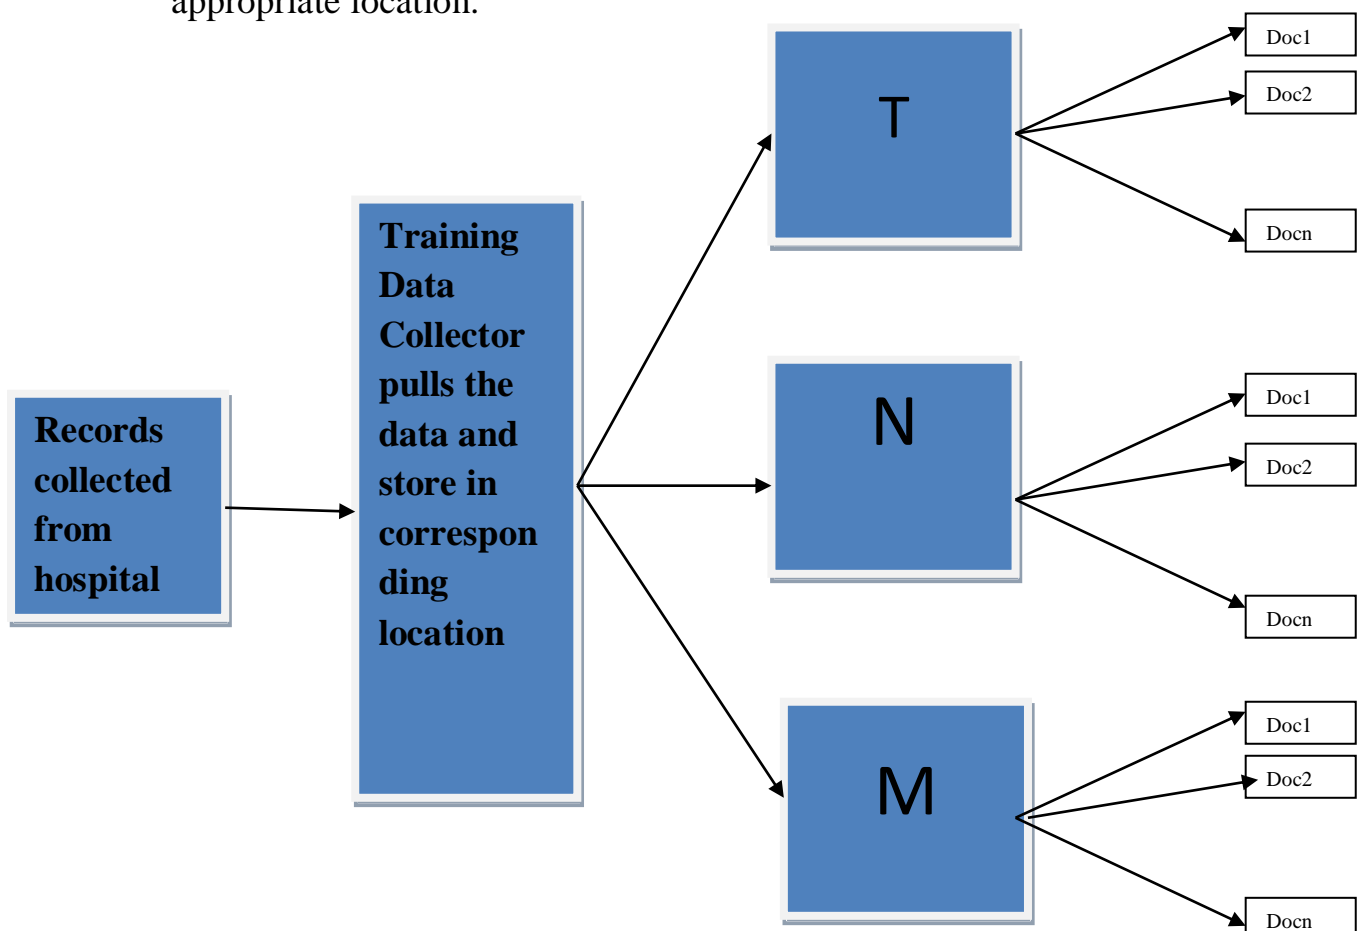 appropriate location.
Records
collected
from
hospital
Training
Data
Collector
pulls the
data and
store in
correspon
ding
location
T
Doc1
Doc2
Docn
N
Doc1
Doc2
Docn
M
Doc1
Doc2
Docn